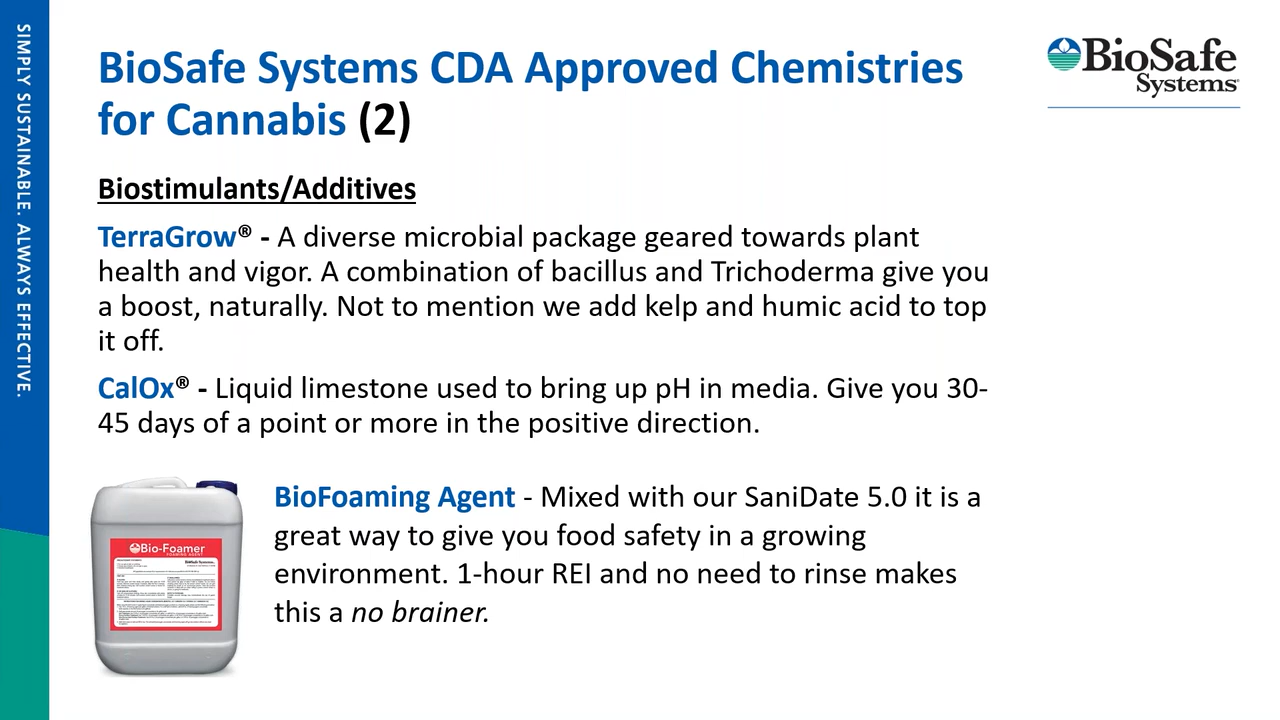 SIMPLY SUSTAINABLE. ALWAYS EFFECTIVE.
BioSafe Systems CDA Approved Chemistries
for Cannabis (2)
BioSafe
Systems
Biostimulants/Additives
TerraGrow® - A diverse microbial package geared towards plant
health and vigor. A combination of bacillus and Trichoderma give you
a boost, naturally. Not to mention we add kelp and humic acid to top
it off.
CalOx® - Liquid limestone used to bring up pH in media. Give you 30-
45 days of a point or more in the positive direction.
BioFoaming Agent - Mixed with our SaniDate 5.0 it is a
great way to give you food safety in a growing
environment. 1-hour REI and no need to rinse makes
this a no brainer.
Bio-Foamer
FOAMING AGENT
BioSafe Systems